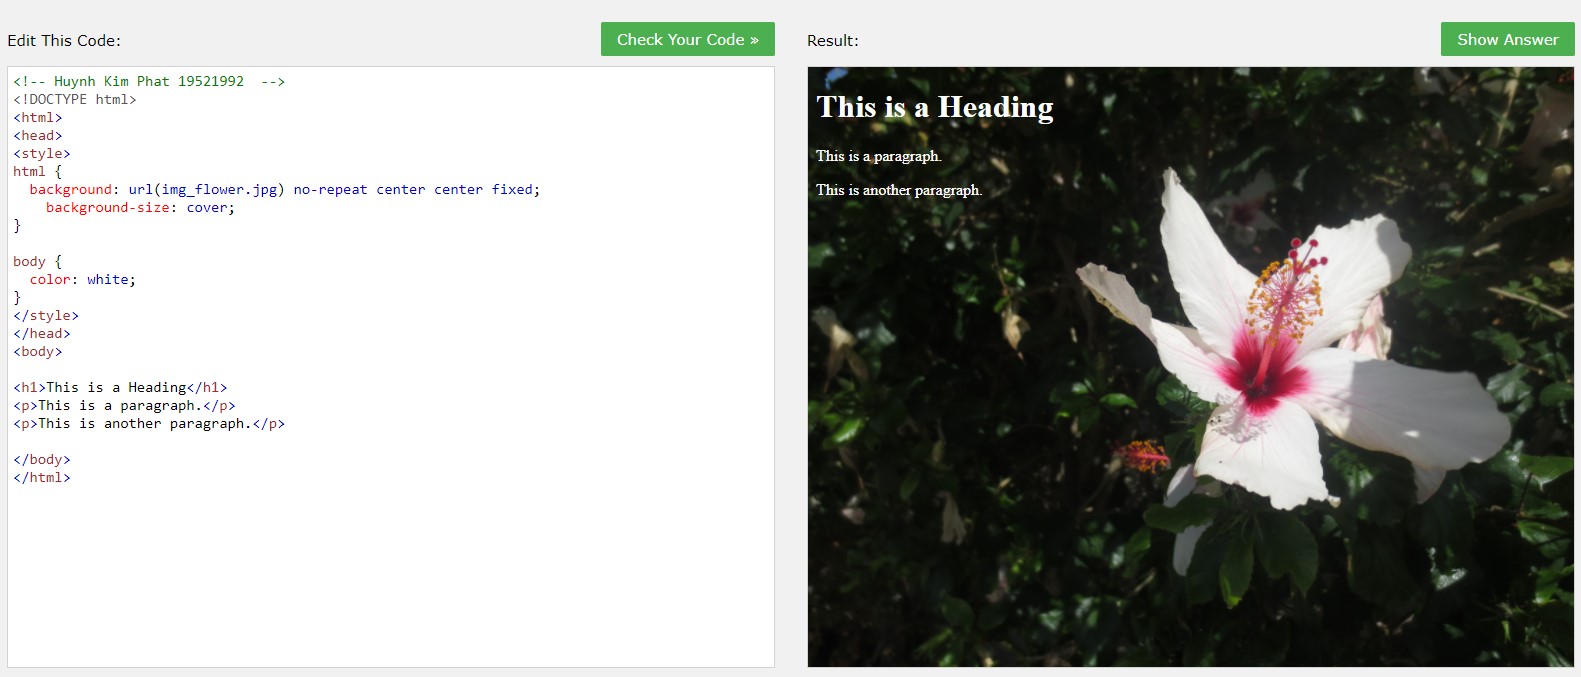 Edit This Code:
Check Your Code »
<!-- Huynh Kim Phat 19521992  -->
<!DOCTYPE html>
<html>
<head>
<style>
html {
  background: url(img_flower.jpg) no-repeat center center fixed;
    background-size: cover;
}

body {
  color: white;
}
</style>
</head>
<body>

<h1>This is a Heading</h1>
<p>This is a paragraph.</p>
<p>This is another paragraph.</p>

</body>
</html>
Result:
Show Answer
This is a Heading
This is a paragraph.
This is another paragraph.